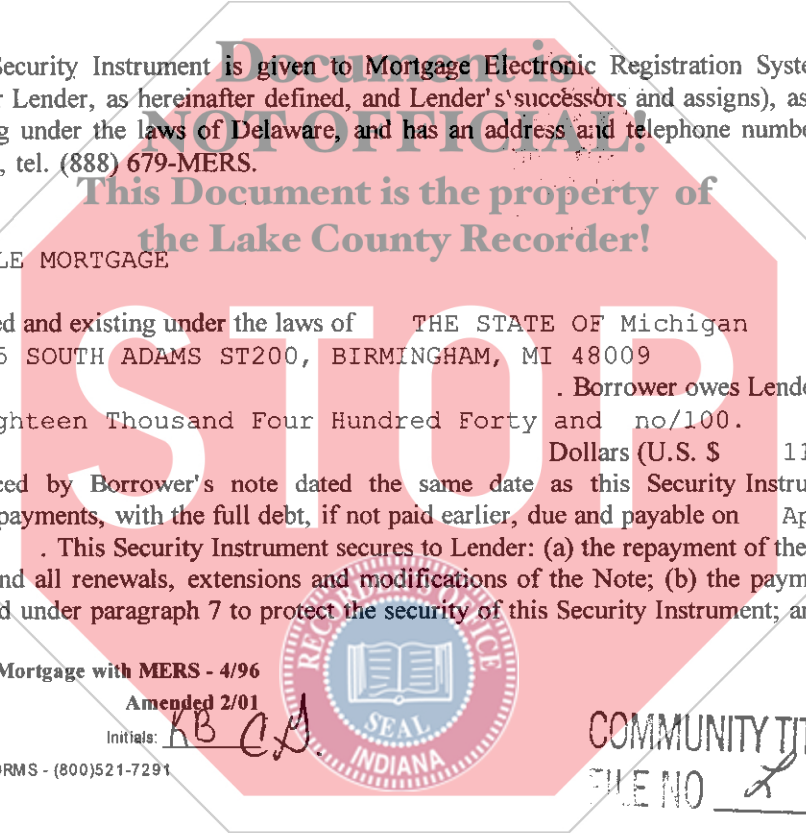 Document is
NOT OFFICIAL!
This Document is the property of
the Lake County Recorder!
STOP
Security Instrument is given to Mortgage Electronic Registration Syste
r Lender, as hereinafter defined, and Lender's successors and assigns), as
g under the laws of Delaware, and has an address and telephone numbe
, tel. (888) 679-MERS.
LE MORTGAGE
ed and existing under the laws of THE STATE OF Michigan
5 SOUTH ADAMS ST200, BIRMINGHAM, MI 48009
. Borrower owes Lende
ghteen Thousand Four Hundred Forty and no/100.
Dollars (U.S. $ 11
ced by Borrower's note dated the same date as this Security Instru
payments, with the full debt, if not paid earlier, due and payable on Ap
. This Security Instrument secures to Lender: (a) the repayment of the
nd all renewals, extensions and modifications of the Note; (b) the paym
d under paragraph 7 to protect the security of this Security Instrument; an
Mortgage with MERS - 4/96
Amended 2/01
Initials: KB C.G.
ORMS - (800)521-7291
RECORDER'S OFFICE
SEAL
INDIANA
COMMUNITY TIT
FILE NO L